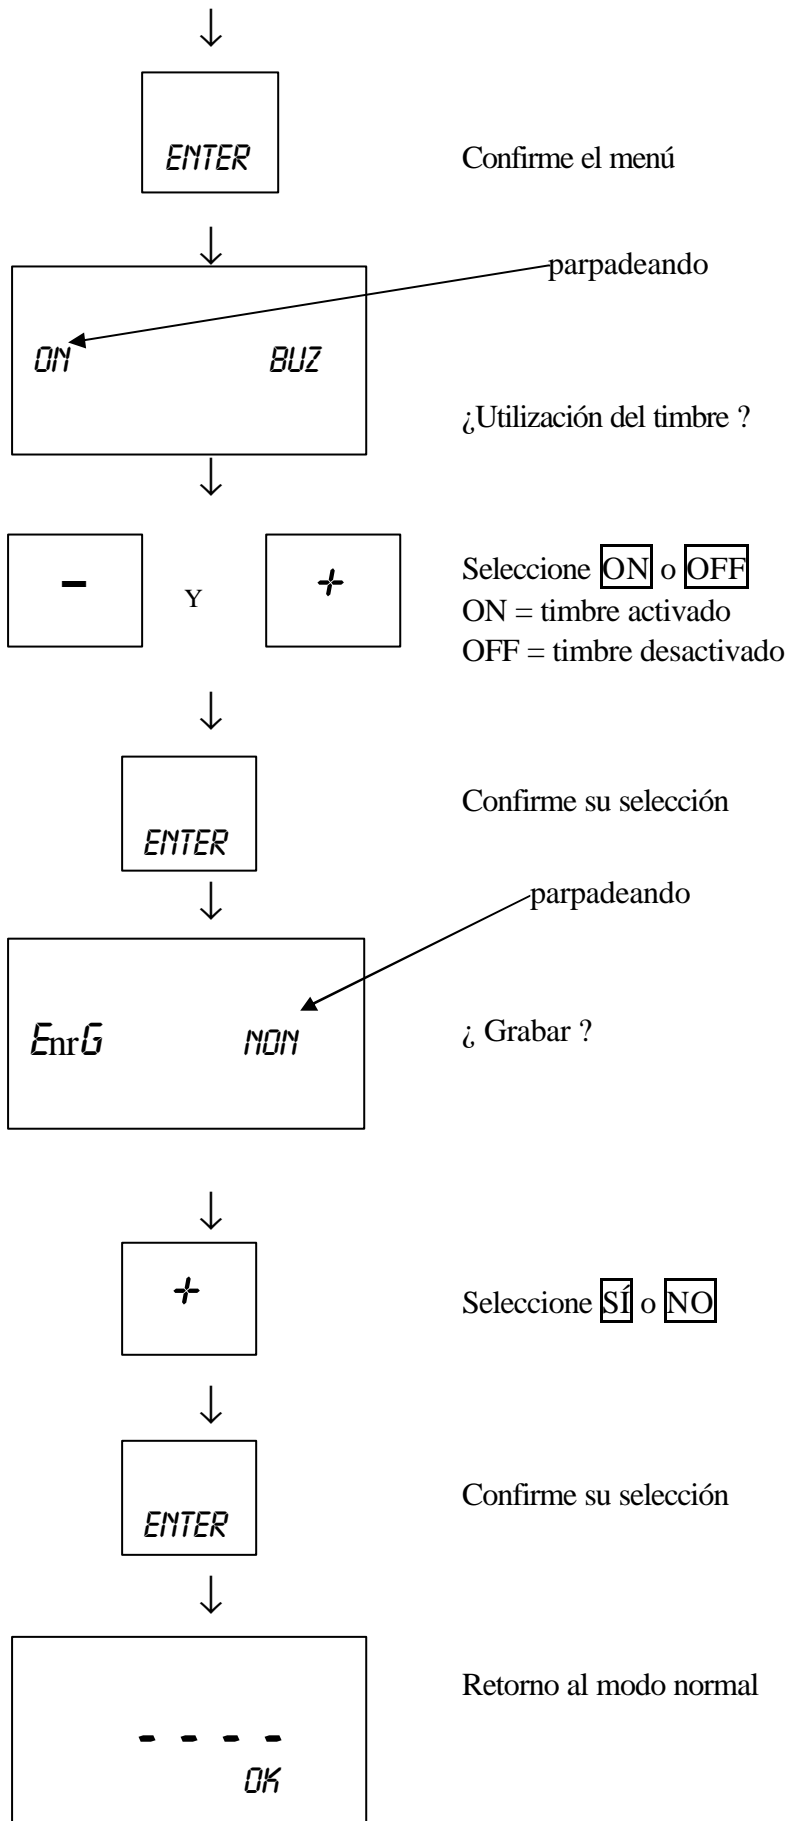 ↓
ENTER
Confirme el menú
↓
parpadeando
ON BUZ
¿Utilización del timbre ?
↓
- Y +
Seleccione ON o OFF
ON = timbre activado
OFF = timbre desactivado
↓
ENTER
Confirme su selección
↓
parpadeando
EnrG NON
¿ Grabar ?
↓
+
Seleccione SÍ o NO
↓
ENTER
Confirme su selección
↓
Retorno al modo normal
- - - -
OK